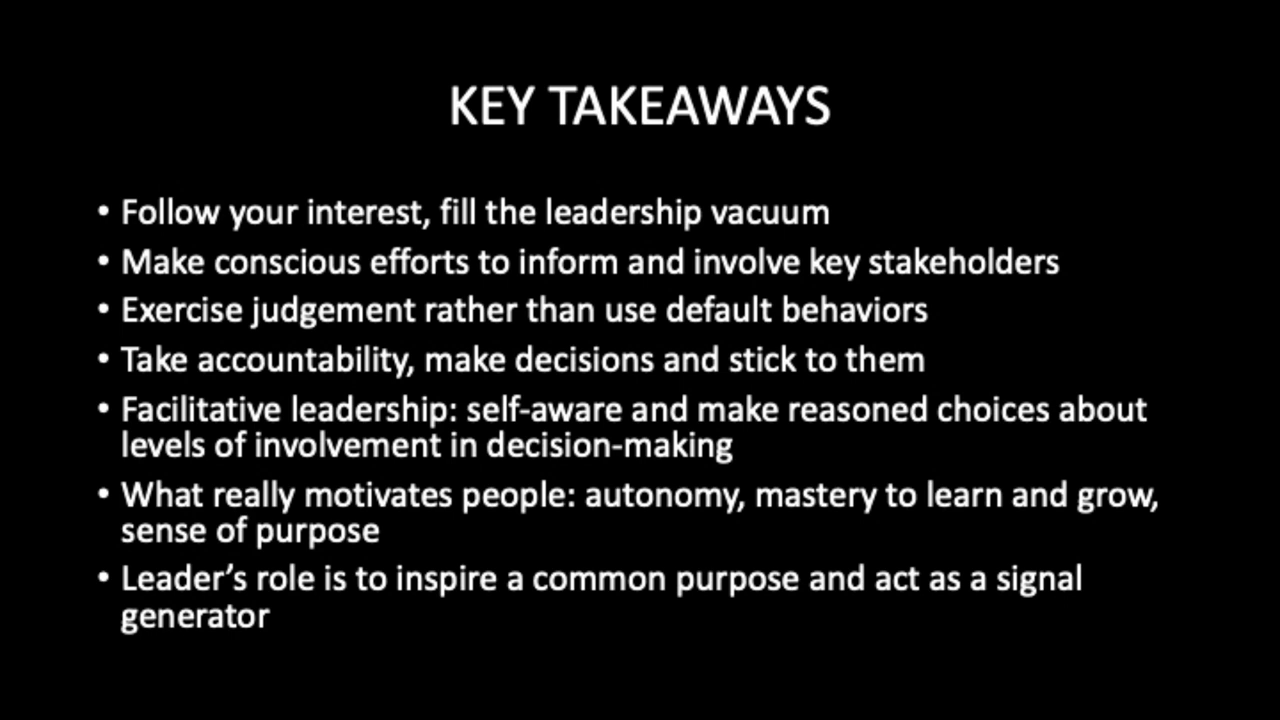 KEY TAKEAWAYS
• Follow your interest, fill the leadership vacuum
• Make conscious efforts to inform and involve key stakeholders
• Exercise judgement rather than use default behaviors
• Take accountability, make decisions and stick to them
• Facilitative leadership: self-aware and make reasoned choices about
levels of involvement in decision-making
• What really motivates people: autonomy, mastery to learn and grow,
sense of purpose
• Leader’s role is to inspire a common purpose and act as a signal
generator